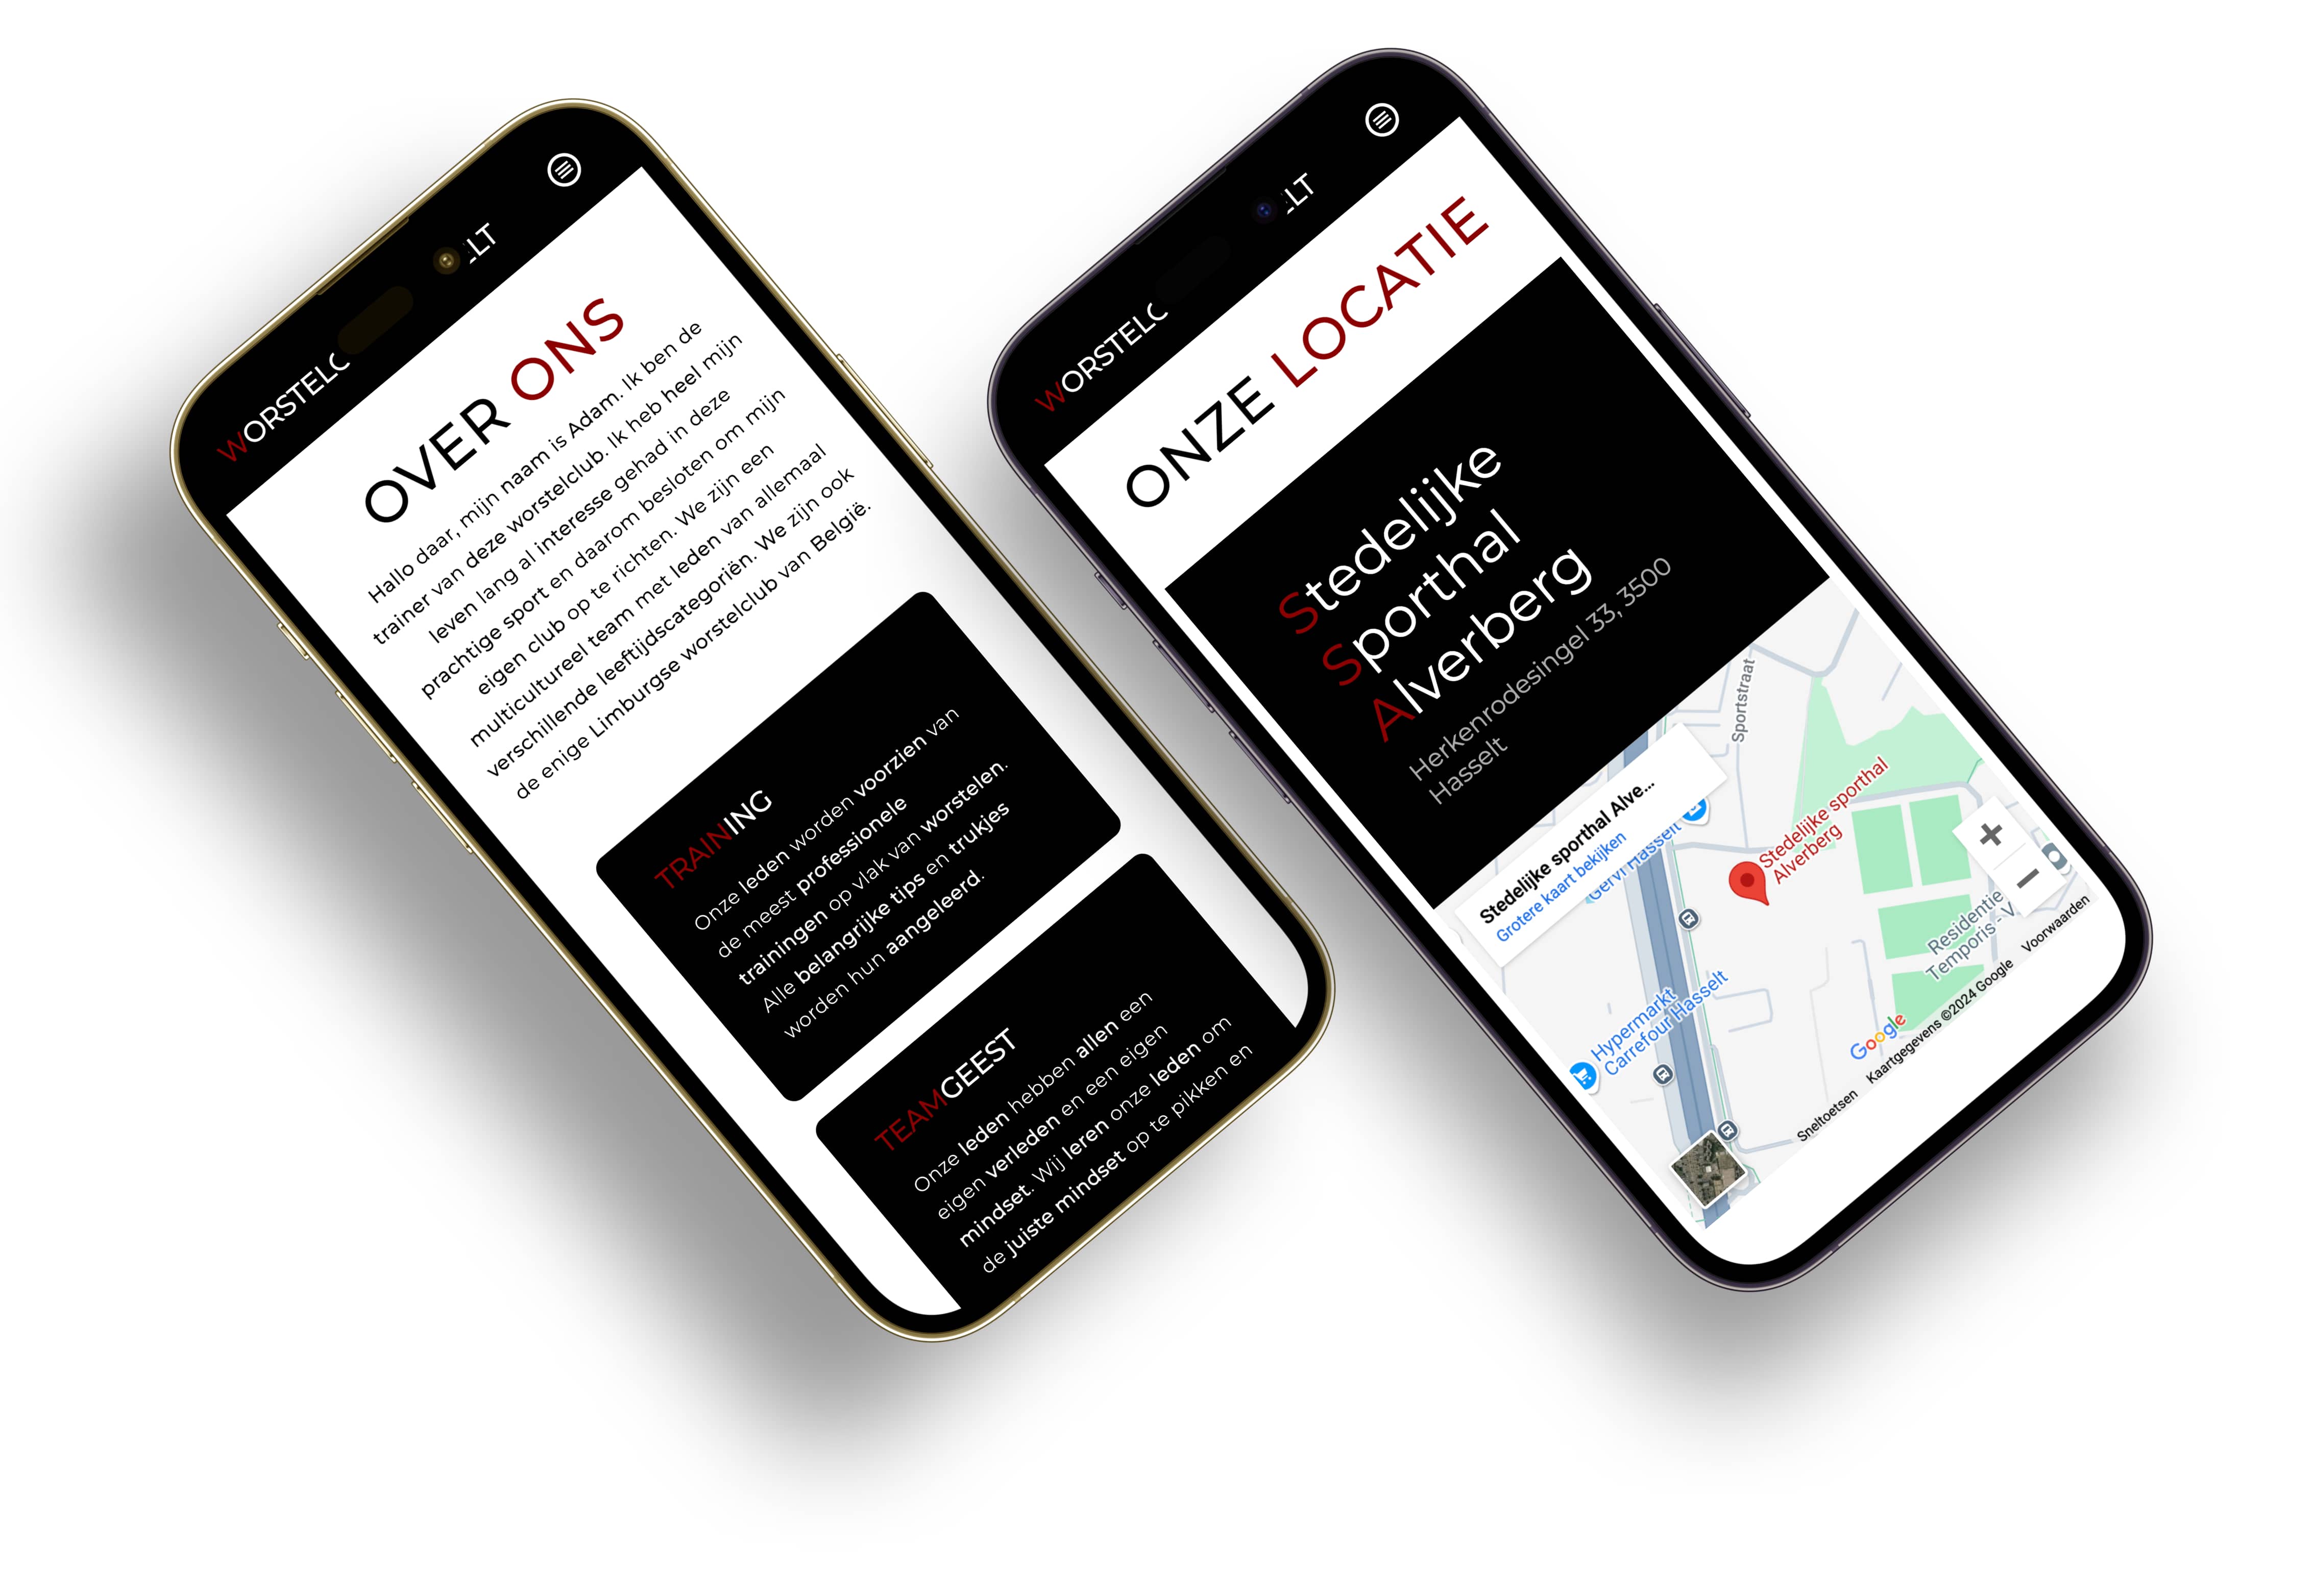 WORSTELC LT
OVER ONS
Hallo daar, mijn naam is Adam. Ik ben de
trainer van deze worstelclub. Ik heb heel mijn
leven lang al interesse gehad in deze
prachtige sport en daarom besloten om mijn
eigen club op te richten. We zijn een
multicultureel team met leden van allemaal
verschillende leeftijdscategoriën. We zijn ook
de enige Limburgse worstelclub van België.
TRAINING
Onze leden worden voorzien van
de meest professionele
trainingen op vlak van worstelen.
Alle belangrijke tips en trukjes
worden hun aangeleerd.
TEAMGEEST
Onze leden hebben allen een
eigen verleden en een eigen
mindset. Wij leren onze leden om
de juiste mindset op te pikken en
WORSTELC LT
ONZE LOCATIE
Stedelijke
Sporthal
Alverberg
Herkenrodesingel 33, 3500
Hasselt
Sportstraat
Stedelijke sporthal Alve...
Grotere kaart bekijken
Hasselt
Stedelijke sporthal
Alverberg
Residentie
Temporis - V
Hypermarkt
Carrefour Hasselt
Google
Sneltoetsen Kaartgegevens ©2024 Google Voorwaarden